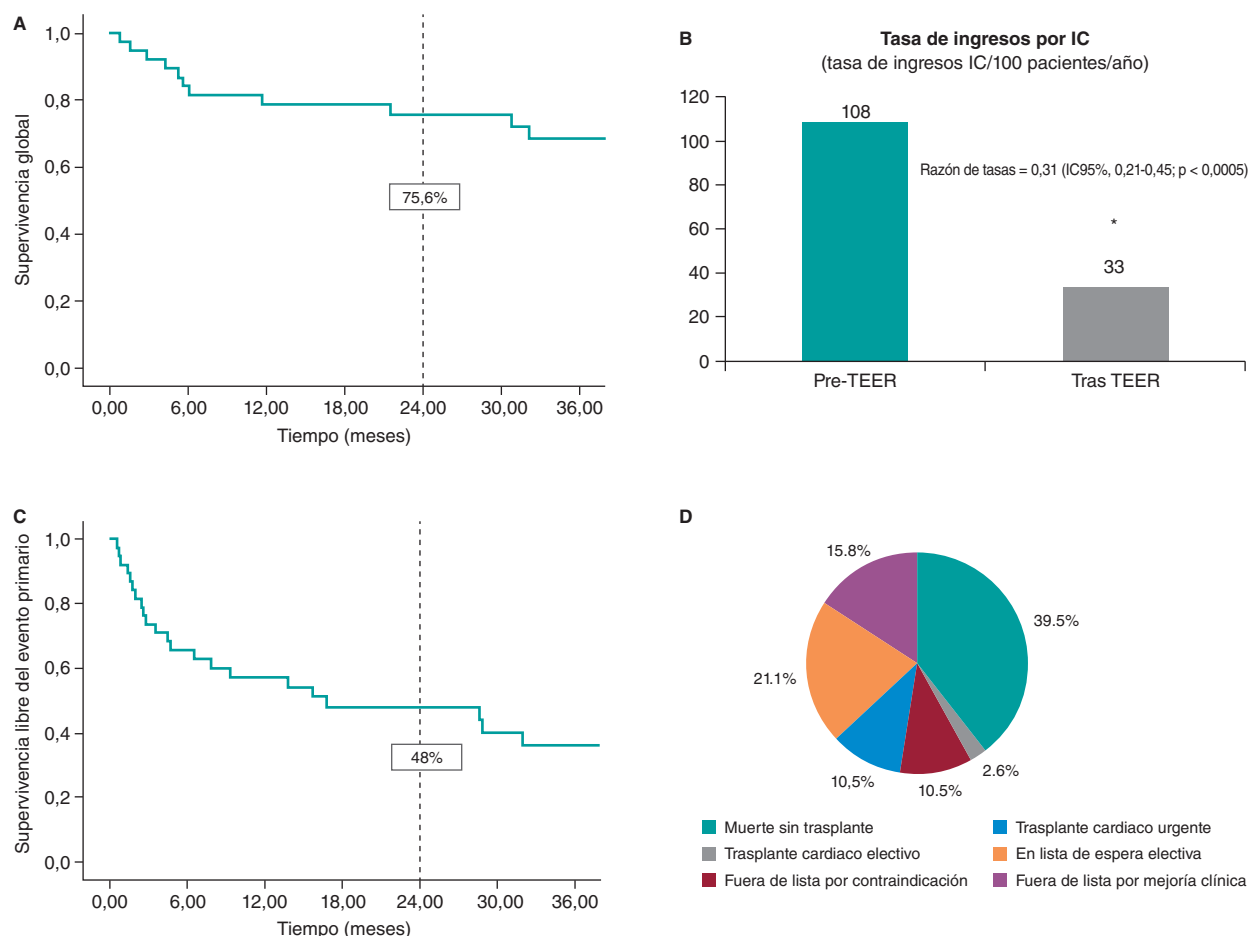 A
Supervivencia global
1,0
0,8
0,6
0,4
0,2
0,0
75,6%
0,00 6,00 12,00 18,00 24,00 30,00 36,00
Tiempo (meses)
B
Tasa de ingresos por IC
(tasa de ingresos IC/100 pacientes/año)
120
100
80
60
40
20
0
108
Razón de tasas = 0,31 (IC95%, 0,21-0,45; p < 0,0005)
*
33
Pre-TEER Tras TEER
C
Supervivencia libre del evento primario
1,0
0,8
0,6
0,4
0,2
0,0
48%
0,00 6,00 12,00 18,00 24,00 30,00 36,00
Tiempo (meses)
D
15.8%
39.5%
21.1%
10,5%
10.5%
2.6%
Muerte sin trasplante
Trasplante cardiaco electivo
Fuera de lista por contraindicación
Trasplante cardiaco urgente
En lista de espera electiva
Fuera de lista por mejoría clínica